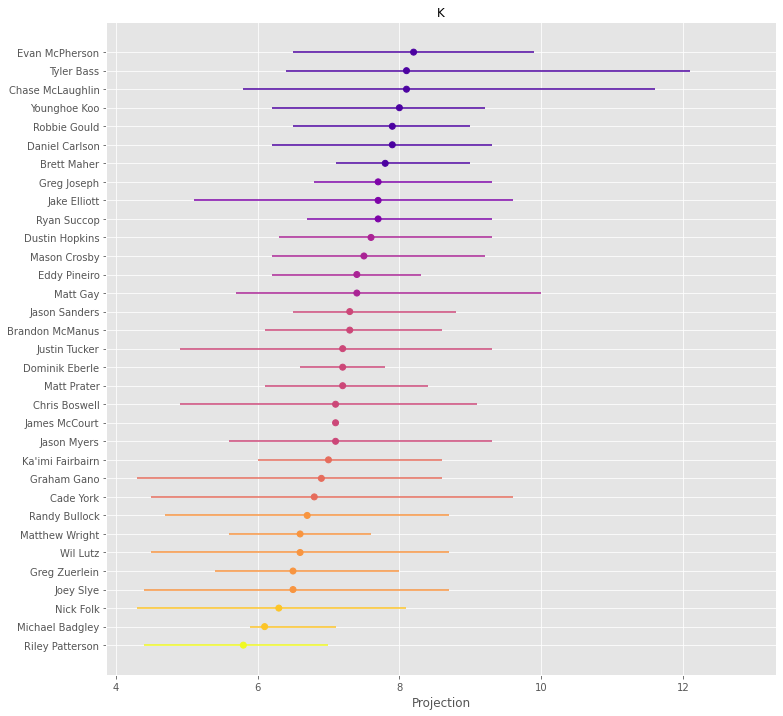 K
Evan McPherson
Tyler Bass
Chase McLaughlin
Younghoe Koo
Robbie Gould
Daniel Carlson
Brett Maher
Greg Joseph
Jake Elliott
Ryan Succop
Dustin Hopkins
Mason Crosby
Eddy Pineiro
Matt Gay
Jason Sanders
Brandon McManus
Justin Tucker
Dominik Eberle
Matt Prater
Chris Boswell
James McCourt
Jason Myers
Ka'imi Fairbairn
Graham Gano
Cade York
Randy Bullock
Matthew Wright
Wil Lutz
Greg Zuerlein
Joey Slye
Nick Folk
Michael Badgley
Riley Patterson
4 6 8 10 12
Projection